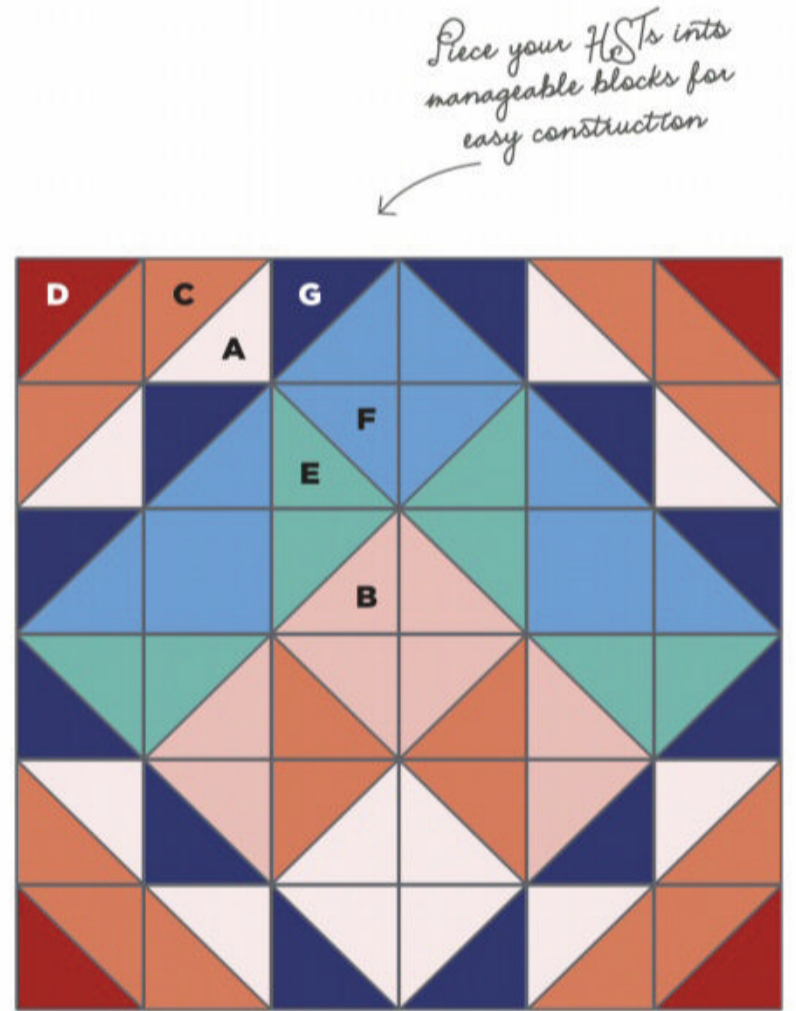 Piece your HSTs into
manageable blocks for
easy construction
D
C
G
A
F
E
B